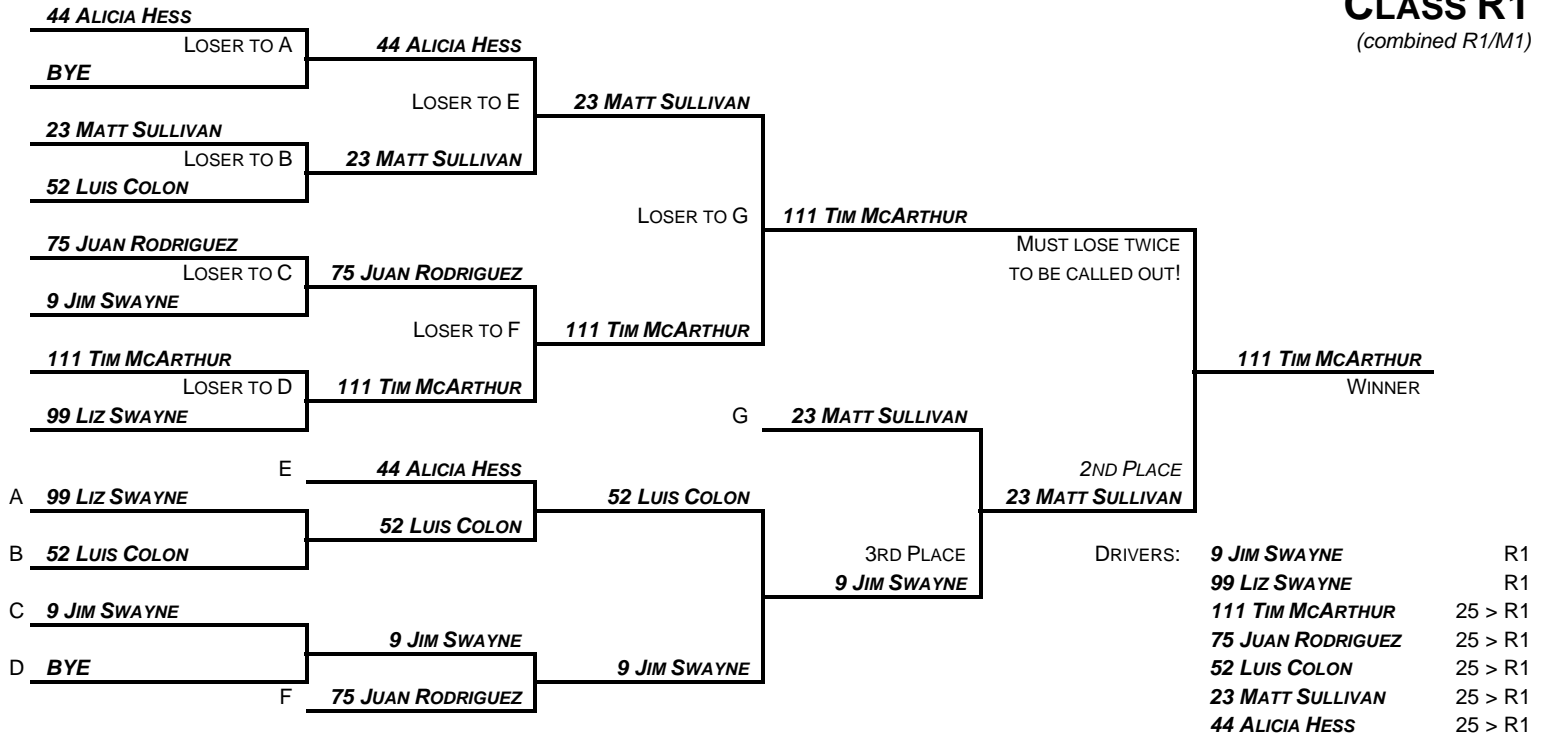 44 ALICIA HESS
CLASS R1
LOSER TO A
44 ALICIA HESS
(combined R1/M1)
BYE
LOSER TO E
23 MATT SULLIVAN
23 MATT SULLIVAN
LOSER TO B
23 MATT SULLIVAN
52 LUIS COLON
LOSER TO G
111 TIM MCARTHUR
75 JUAN RODRIGUEZ
MUST LOSE TWICE
LOSER TO C
75 JUAN RODRIGUEZ
TO BE CALLED OUT!
9 JIM SWAYNE
LOSER TO F
111 TIM MCARTHUR
111 TIM MCARTHUR
111 TIM MCARTHUR
LOSER TO D
111 TIM MCARTHUR
WINNER
99 LIZ SWAYNE
G
23 MATT SULLIVAN
E
44 ALICIA HESS
2ND PLACE
A 99 LIZ SWAYNE
52 LUIS COLON
23 MATT SULLIVAN
52 LUIS COLON
B 52 LUIS COLON
3RD PLACE
DRIVERS: 9 JIM SWAYNE R1
9 JIM SWAYNE
99 LIZ SWAYNE R1
C 9 JIM SWAYNE
111 TIM MCARTHUR 25 > R1
9 JIM SWAYNE
75 JUAN RODRIGUEZ 25 > R1
D BYE
9 JIM SWAYNE
52 LUIS COLON 25 > R1
F
75 JUAN RODRIGUEZ
23 MATT SULLIVAN 25 > R1
44 ALICIA HESS 25 > R1